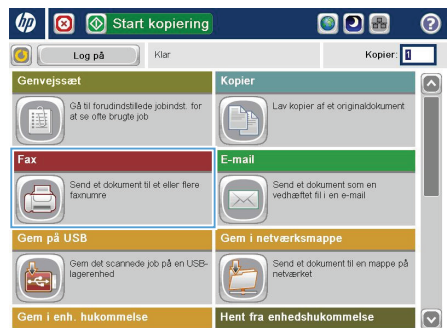 hp
Start kopiering
?
Log på
Klar
Kopier: 1
Genvejssæt
Gå til forudindstillede jobindst. for
at se ofte brugte job
Kopier
Lav kopier af et originaldokument
Fax
Send et dokument til et eller flere
faxnumre
E-mail
Send et dokument som en
vedhæftet fil i en e-mail
Gem på USB
Gem det scannede job på en USB-
lagerenhed
Gem i netværksmappe
Send et dokument til en mappe på
netværket
Gem i enh. hukommelse
Hent fra enhedshukommelse